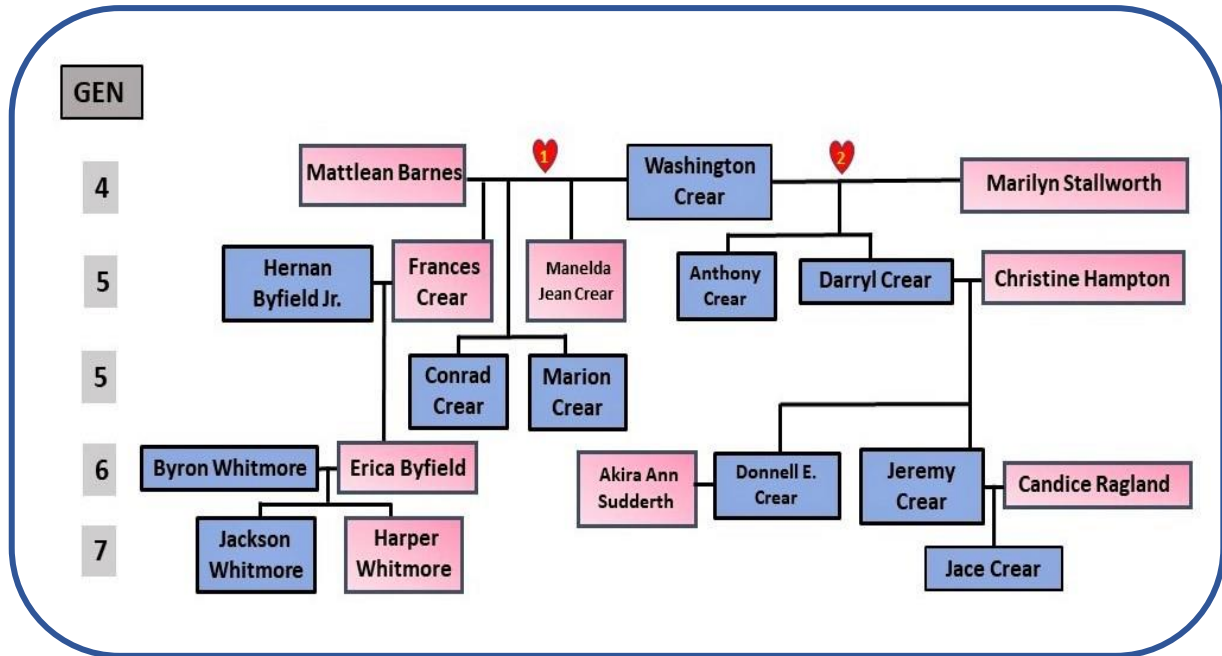 GEN
4
Mattlean Barnes
1
Washington
Crear
2
Marilyn Stallworth
5
Hernan
Byfield Jr.
Frances
Crear
Manelda
Jean Crear
Anthony
Crear
Darryl Crear
Christine Hampton
5
Conrad
Crear
Marion
Crear
6
Byron Whitmore
Erica Byfield
Akira Ann
Sudderth
Donnell E.
Crear
Jeremy
Crear
Candice Ragland
7
Jackson
Whitmore
Harper
Whitmore
Jace Crear